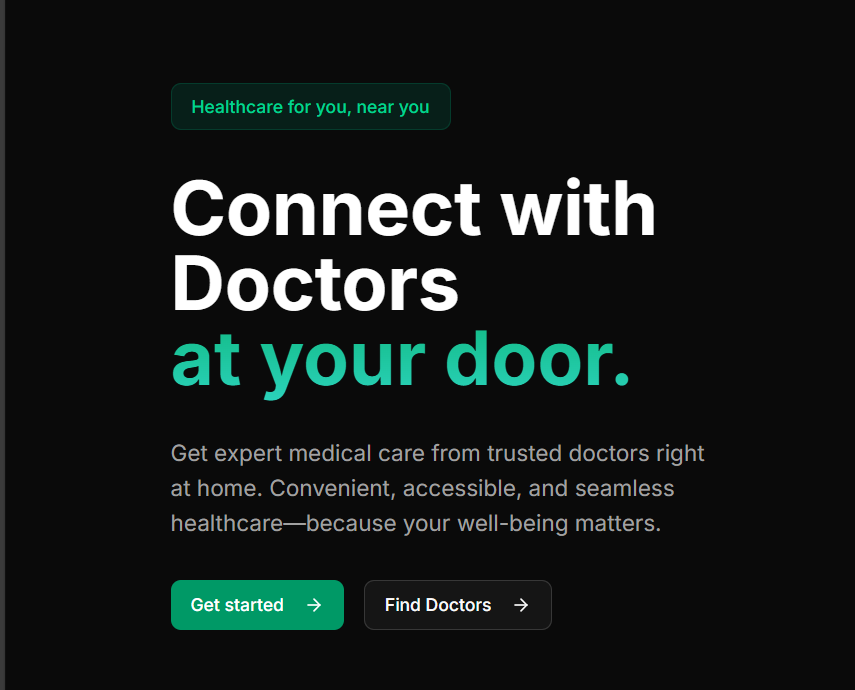 Healthcare for you, near you
Connect with
Doctors
at your door.
Get expert medical care from trusted doctors right
at home. Convenient, accessible, and seamless
healthcare—because your well-being matters.
Get started → Find Doctors →